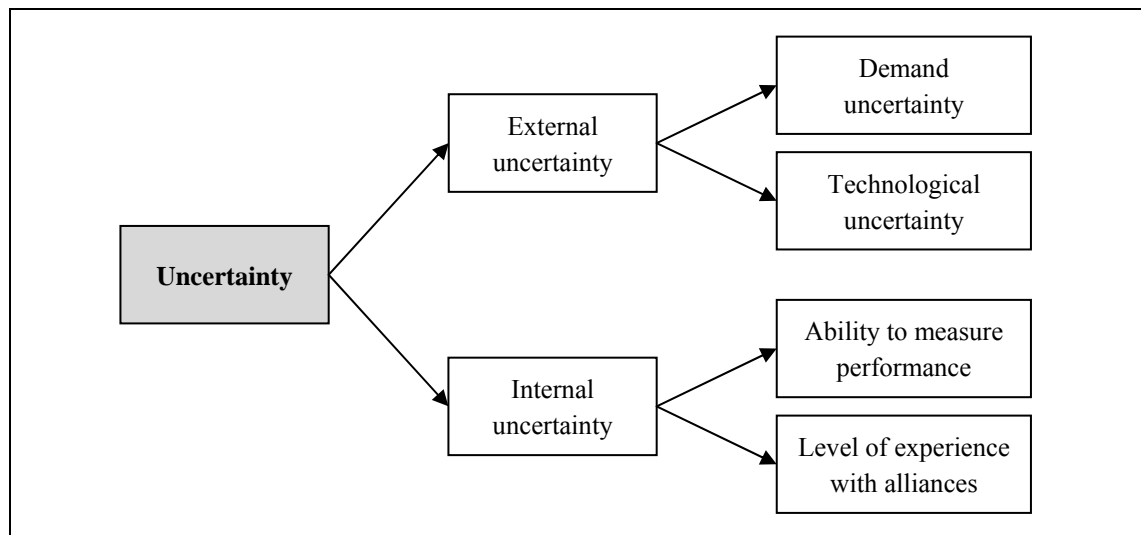 Demand
uncertainty
External
uncertainty
Technological
uncertainty
Uncertainty
Ability to measure
performance
Internal
uncertainty
Level of experience
with alliances